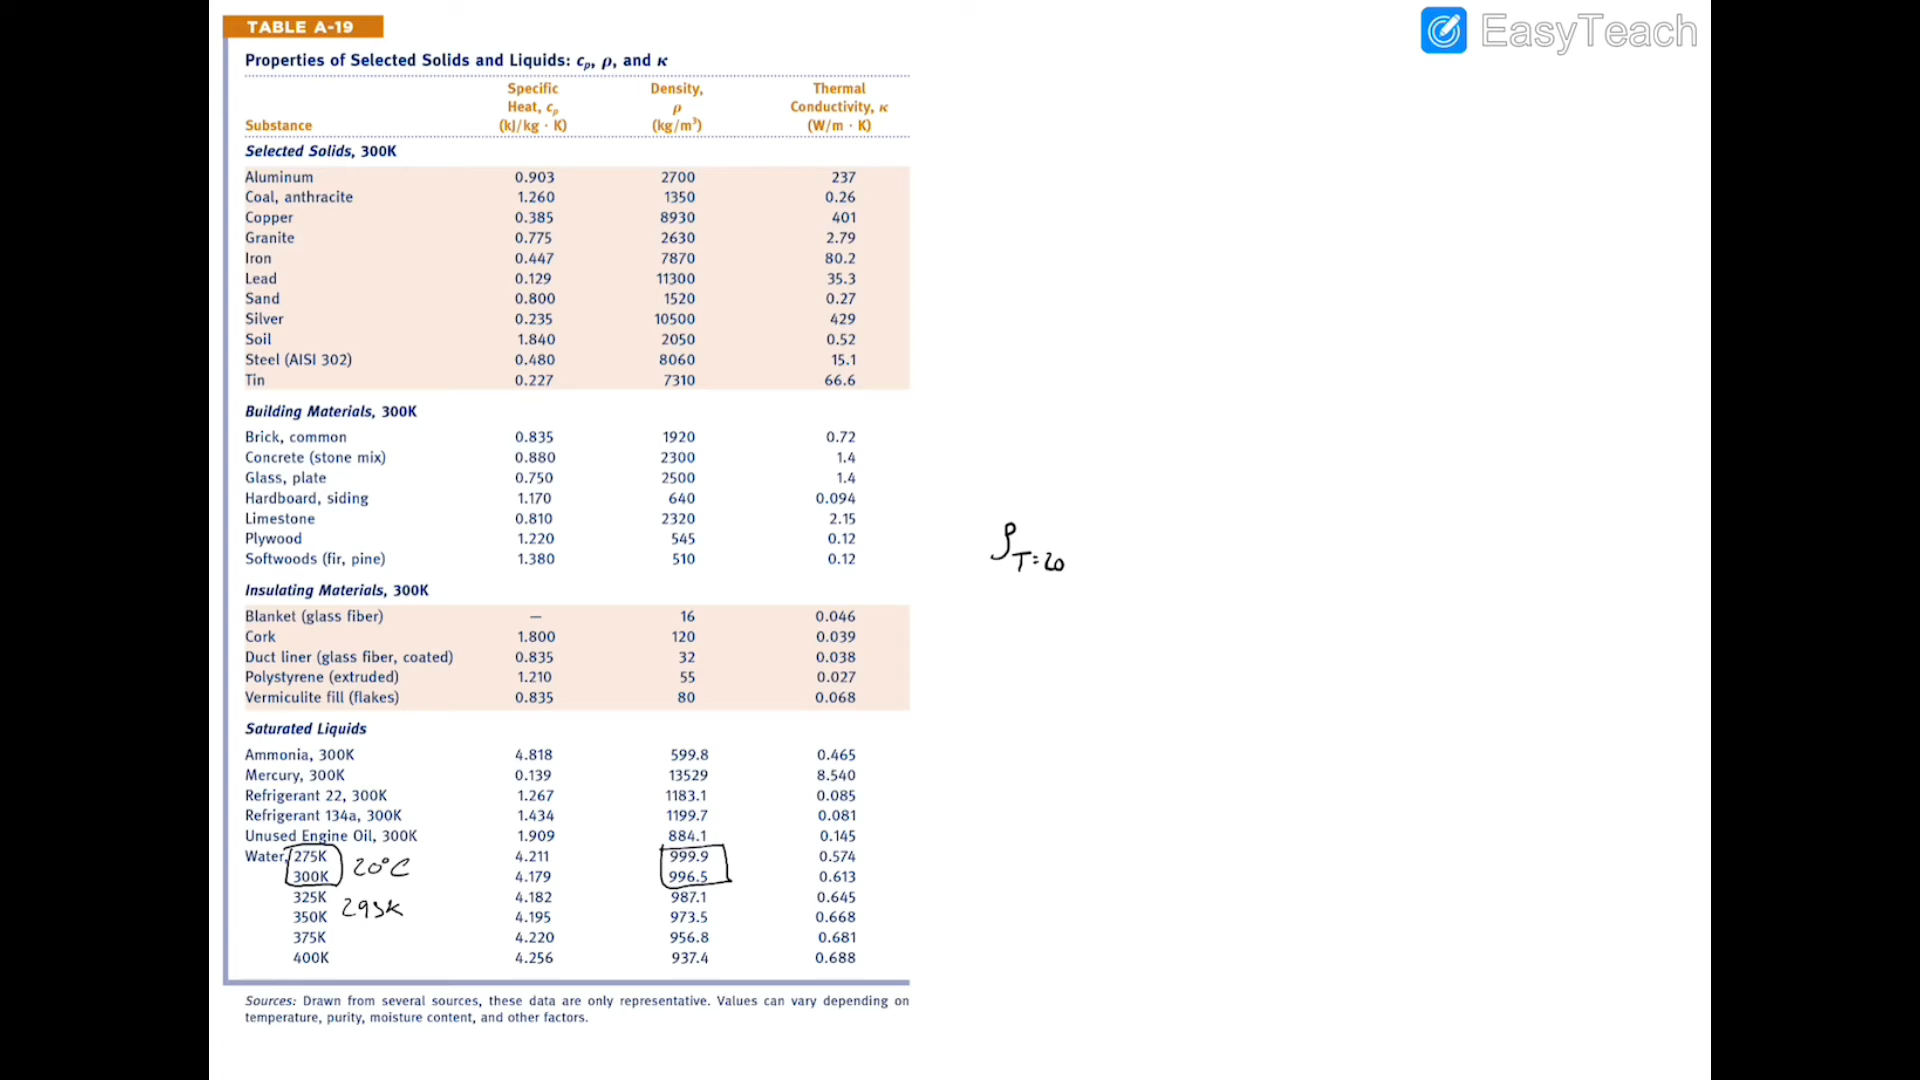 TABLE A-19
EasyTeach
Properties of Selected Solids and Liquids: cₚ, ρ, and κ
Substance Specific Heat, cₚ (kJ/kg · K) Density, ρ (kg/m³) Thermal Conductivity, κ (W/m · K)
Selected Solids, 300K
Aluminum 0.903 2700 237
Coal, anthracite 1.260 1350 0.26
Copper 0.385 8930 401
Granite 0.775 2630 2.79
Iron 0.447 7870 80.2
Lead 0.129 11300 35.3
Sand 0.800 1520 0.27
Silver 0.235 10500 429
Soil 1.840 2050 0.52
Steel (AISI 302) 0.480 8060 15.1
Tin 0.227 7310 66.6
Building Materials, 300K
Brick, common 0.835 1920 0.72
Concrete (stone mix) 0.880 2300 1.4
Glass, plate 0.750 2500 1.4
Hardboard, siding 1.170 640 0.094
Limestone 0.810 2320 2.15
Plywood 1.220 545 0.12
Softwoods (fir, pine) 1.380 510 0.12
ρ T=20
Insulating Materials, 300K
Blanket (glass fiber) — 16 0.046
Cork 1.800 120 0.039
Duct liner (glass fiber, coated) 0.835 32 0.038
Polystyrene (extruded) 1.210 55 0.027
Vermiculite fill (flakes) 0.835 80 0.068
Saturated Liquids
Ammonia, 300K 4.818 599.8 0.465
Mercury, 300K 0.139 13529 8.540
Refrigerant 22, 300K 1.267 1183.1 0.085
Refrigerant 134a, 300K 1.434 1199.7 0.081
Unused Engine Oil, 300K 1.909 884.1 0.145
Water, 275K 4.211 999.9 0.574
20°C
300K 4.179 996.5 0.613
325K 4.182 987.1 0.645
293K
350K 4.195 973.5 0.668
375K 4.220 956.8 0.681
400K 4.256 937.4 0.688
Sources: Drawn from several sources, these data are only representative. Values can vary depending on
temperature, purity, moisture content, and other factors.